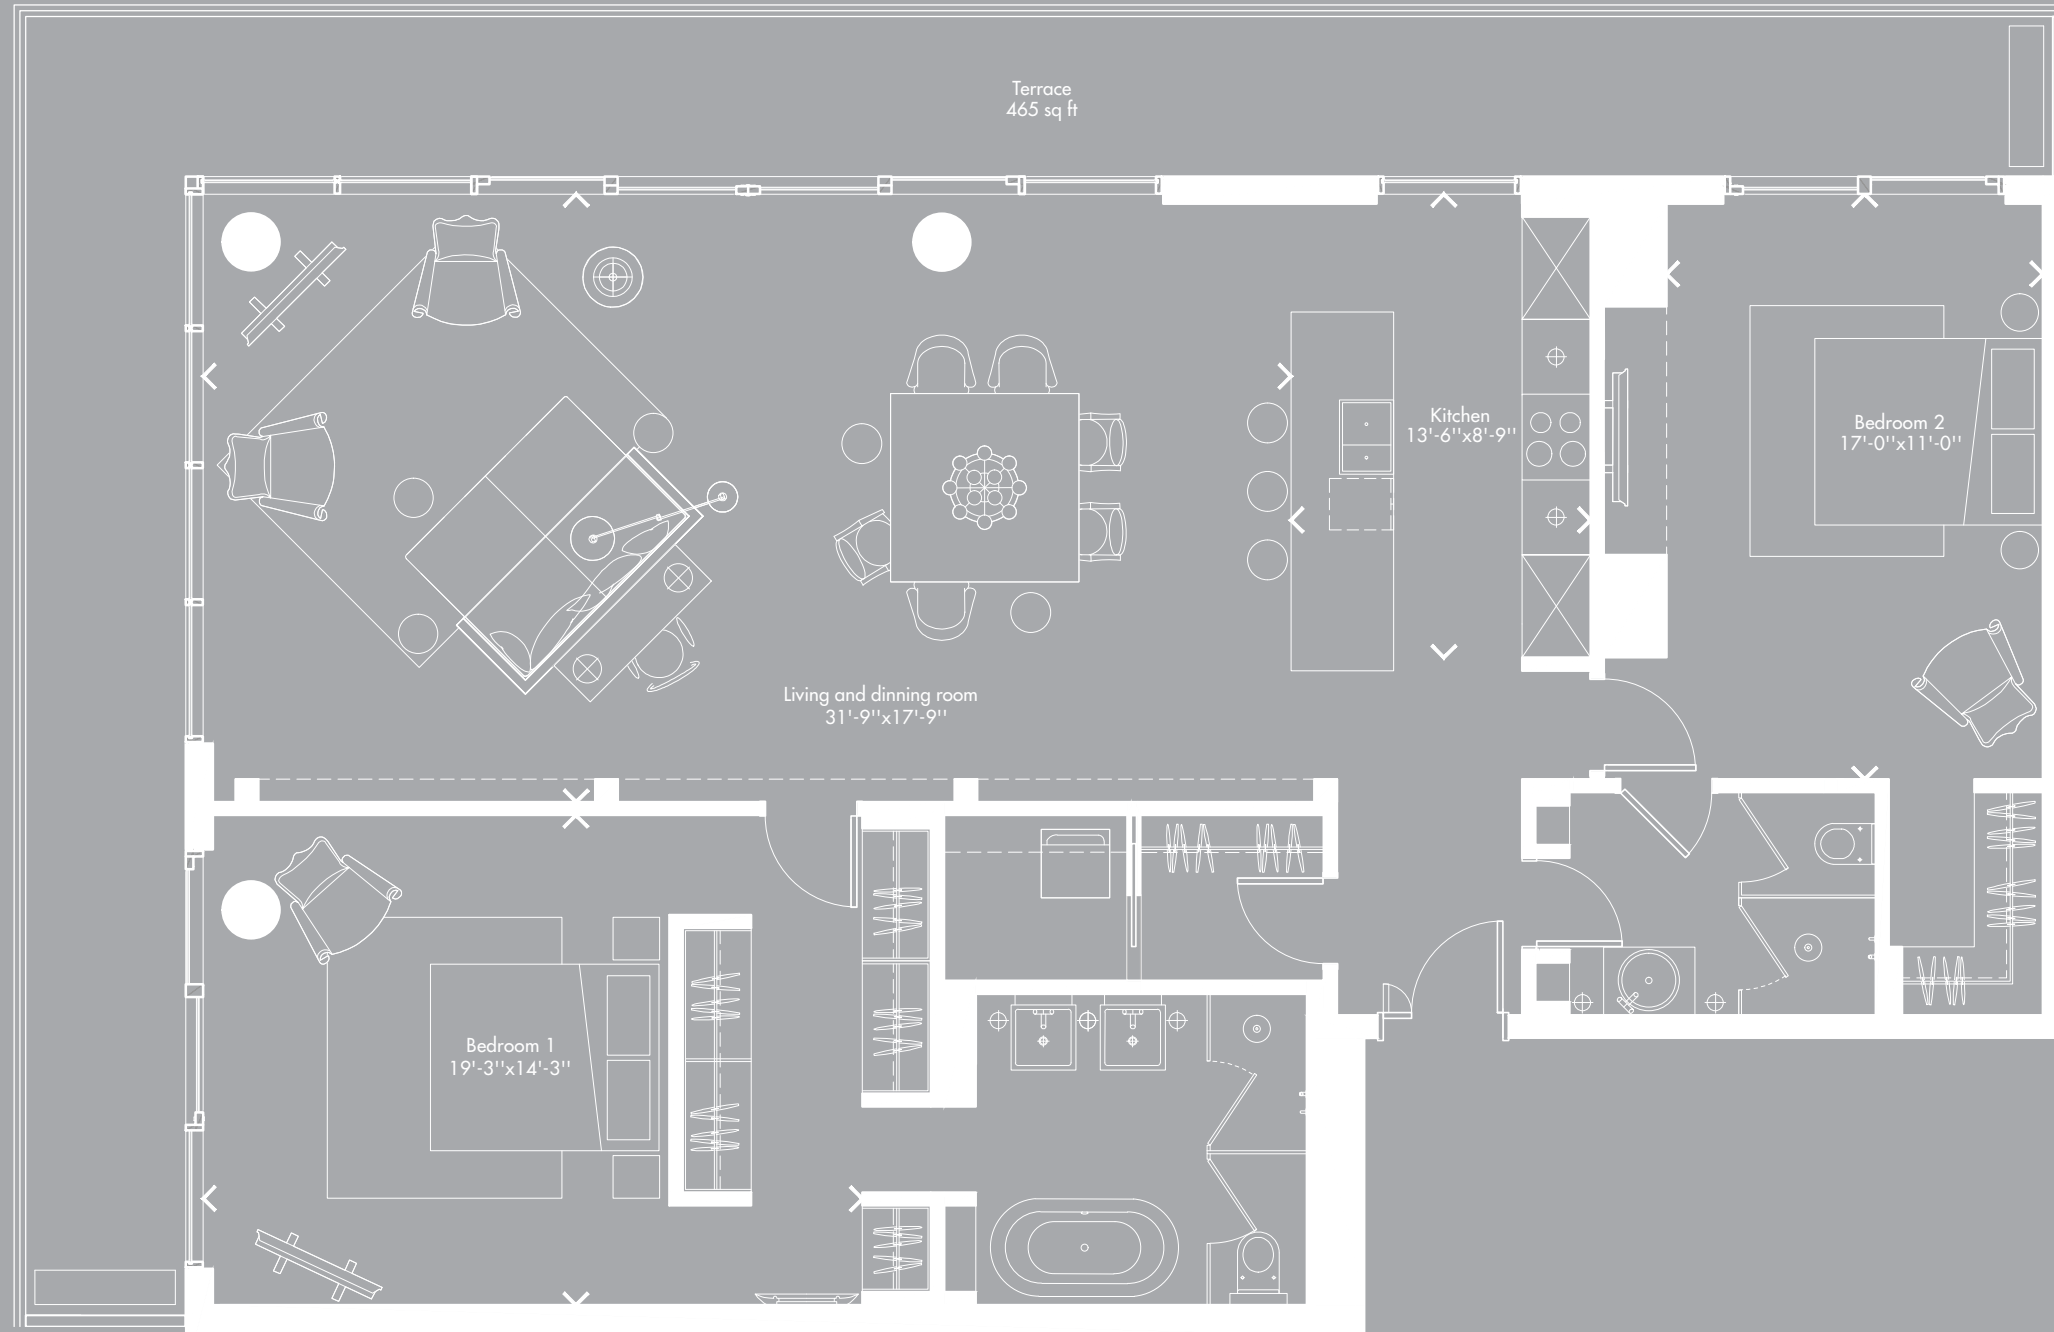 Terrace
465 sq ft
Kitchen
13'-6''x8'-9''
Bedroom 2
17'-0''x11'-0''
Living and dinning room
31'-9''x17'-9''
Bedroom 1
19'-3''x14'-3''